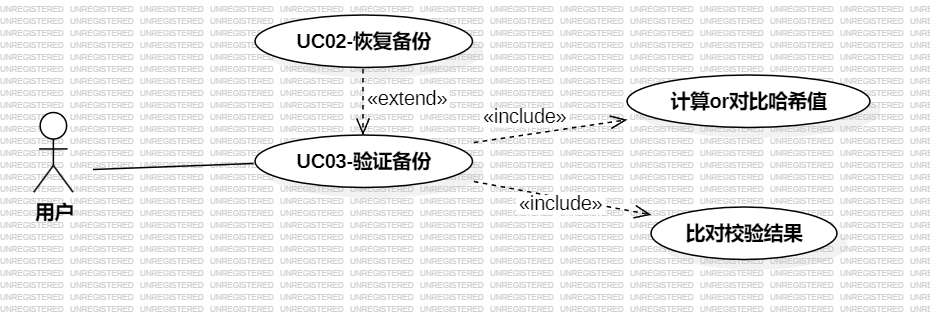 UC02-恢复备份
«extend»
计算or对比哈希值
«include»
UC03-验证备份
用户
«include»
比对校验结果
UNREGISTERED